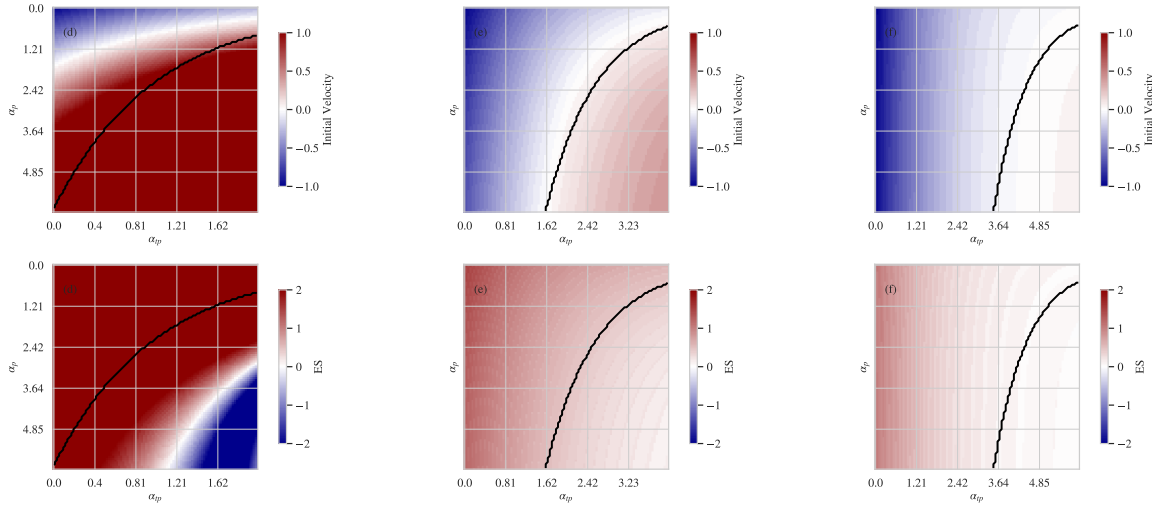 (d)
0.0
1.21
2.42
3.64
4.85
α_p
0.0 0.4 0.81 1.21 1.62
α_tp
1.0
0.5
0.0
−0.5
−1.0
Initial Velocity
(e)
α_p
0.0 0.81 1.62 2.42 3.23
α_tp
1.0
0.5
0.0
−0.5
−1.0
Initial Velocity
(f)
α_p
0.0 1.21 2.42 3.64 4.85
α_tp
1.0
0.5
0.0
−0.5
−1.0
Initial Velocity
0.0
1.21
2.42
3.64
4.85
α_p
0.0 0.4 0.81 1.21 1.62
α_tp
2
1
0
−1
−2
ES
(e)
α_p
0.0 0.81 1.62 2.42 3.23
α_tp
2
1
0
−1
−2
ES
(f)
α_p
0.0 1.21 2.42 3.64 4.85
α_tp
2
1
0
−1
−2
ES